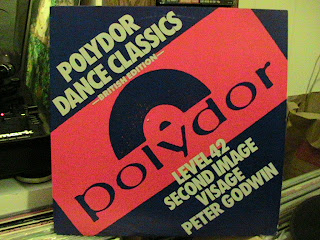 POLYDOR
DANCE CLASSICS
—BRITISH EDITION—
polydor
LEVEL 42
SECOND IMAGE
VISAGE
PETER GODWIN